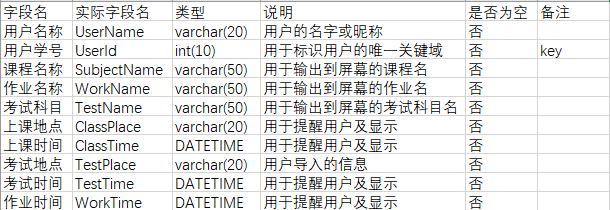 字段名 实际字段名 类型 说明 是否为空 备注
用户名称 UserName varchar(20) 用户的名字或昵称 否
用户学号 UserId int(10) 用于标识用户的唯一关键域 否 key
课程名称 SubjectName varchar(50) 用于输出到屏幕的课程名 否
作业名称 WorkName varchar(50) 用于输出到屏幕的作业名 否
考试科目 TestName varchar(50) 用于输出到屏幕的考试科目名 否
上课地点 ClassPlace varchar(20) 用于提醒用户及显示 否
上课时间 ClassTime DATETIME 用于提醒用户及显示 否
考试地点 TestPlace varchar(20) 用户导入的信息 否
考试时间 TestTime DATETIME 用于提醒用户及显示 否
作业时间 WorkTime DATETIME 用于提醒用户及显示 否